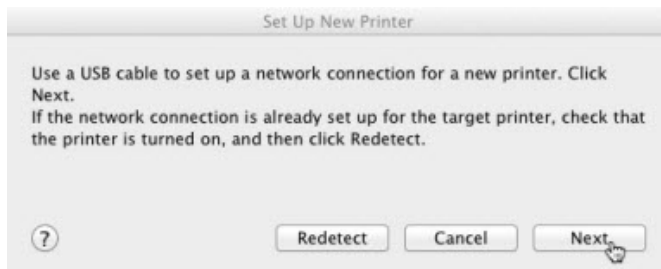 Set Up New Printer
Use a USB cable to set up a network connection for a new printer. Click
Next.
If the network connection is already set up for the target printer, check that
the printer is turned on, and then click Redetect.
?
Redetect
Cancel
Next